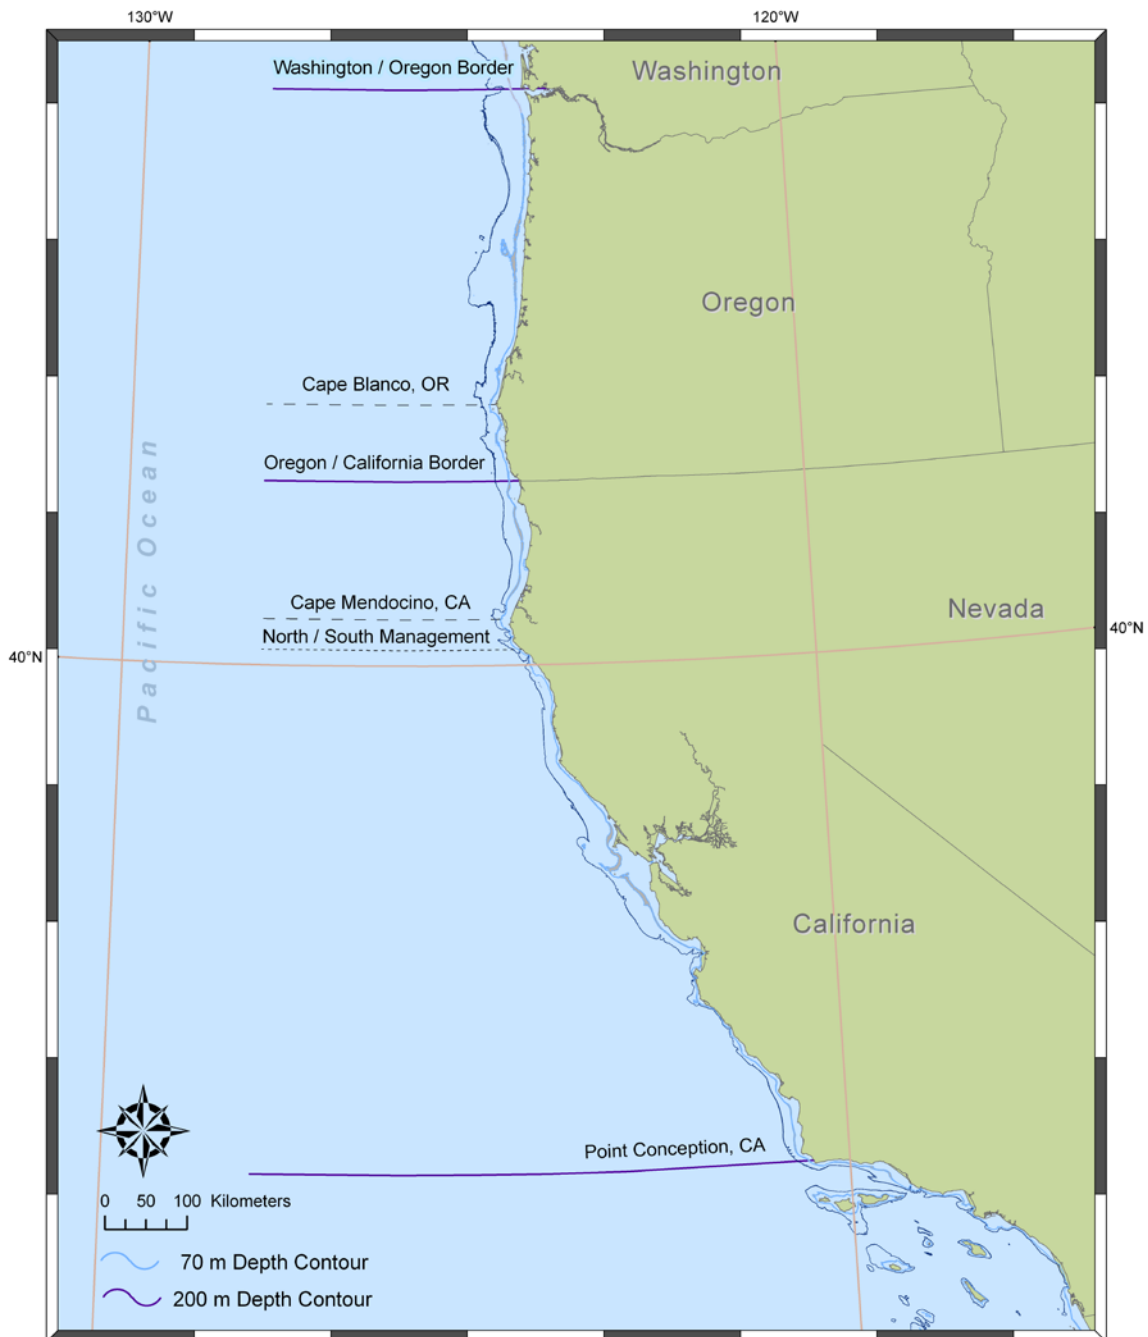 130°W 120°W
Washington / Oregon Border
Washington
Oregon
Cape Blanco, OR
Oregon / California Border
Pacific Ocean
Cape Mendocino, CA
Nevada
North / South Management
40°N
40°N
California
Point Conception, CA
0 50 100 Kilometers
70 m Depth Contour
200 m Depth Contour